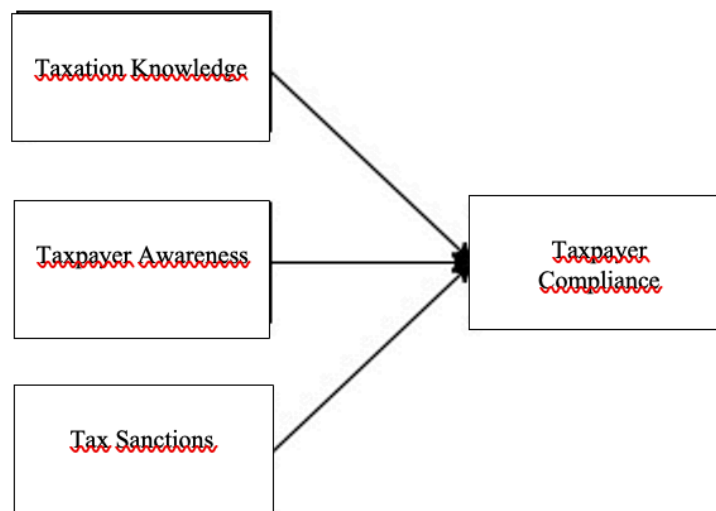 Taxation Knowledge
Taxpayer Awareness
Taxpayer
Compliance
Tax Sanctions